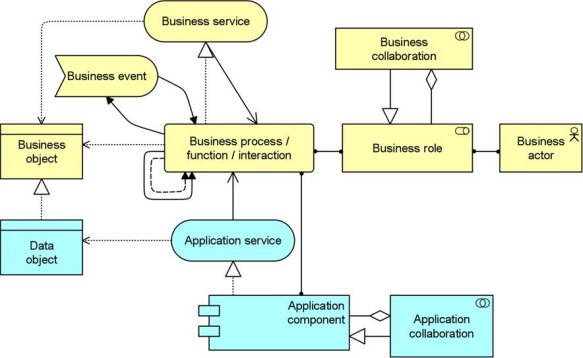 Business service
Business
collaboration
Business event
Business
object
Business process /
function / interaction
Business role
Business
actor
Data
object
Application service
Application
component
Application
collaboration